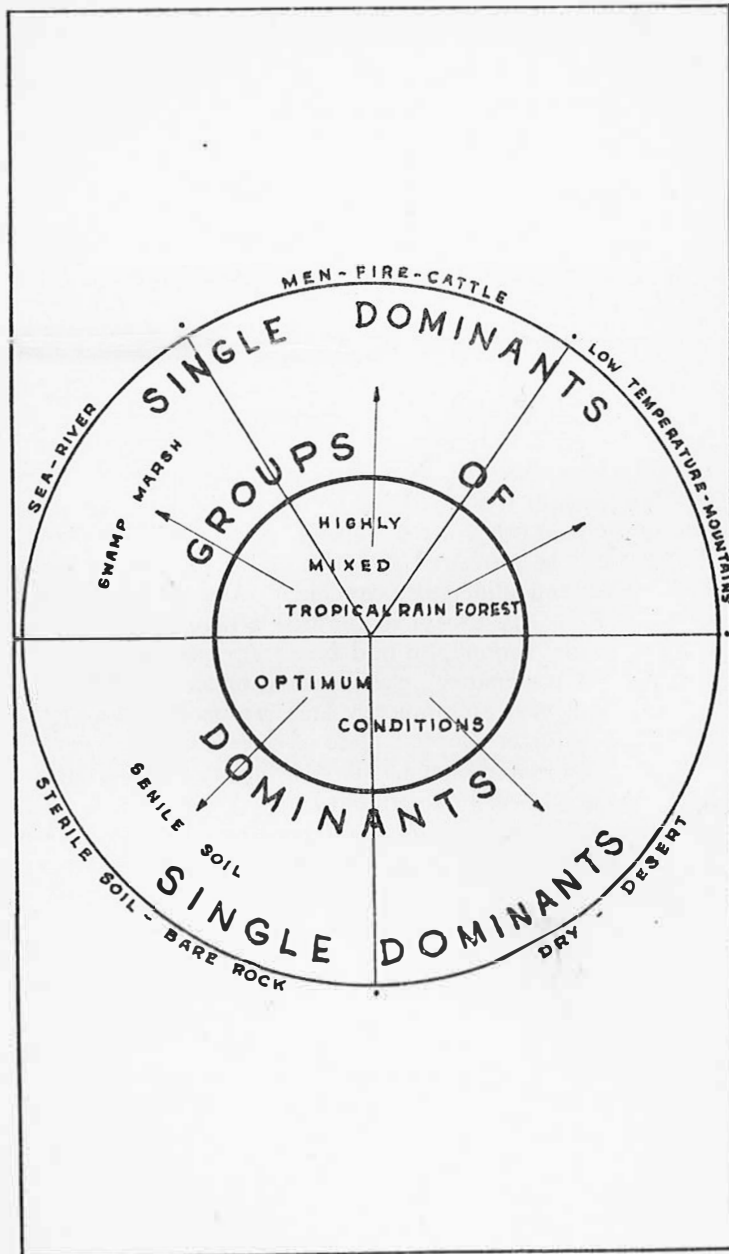 MEN-FIRE-CATTLE
SINGLE DOMINANTS
LOW TEMPERATURE-MOUNTAINS
SEA-RIVER
SWAMP MARSH
GROUPS OF
HIGHLY
MIXED
TROPICAL RAIN FOREST
OPTIMUM
CONDITIONS
DOMINANTS
SENILE SOIL
SINGLE DOMINANTS
STERILE SOIL - BARE ROCK
DRY - DESERT